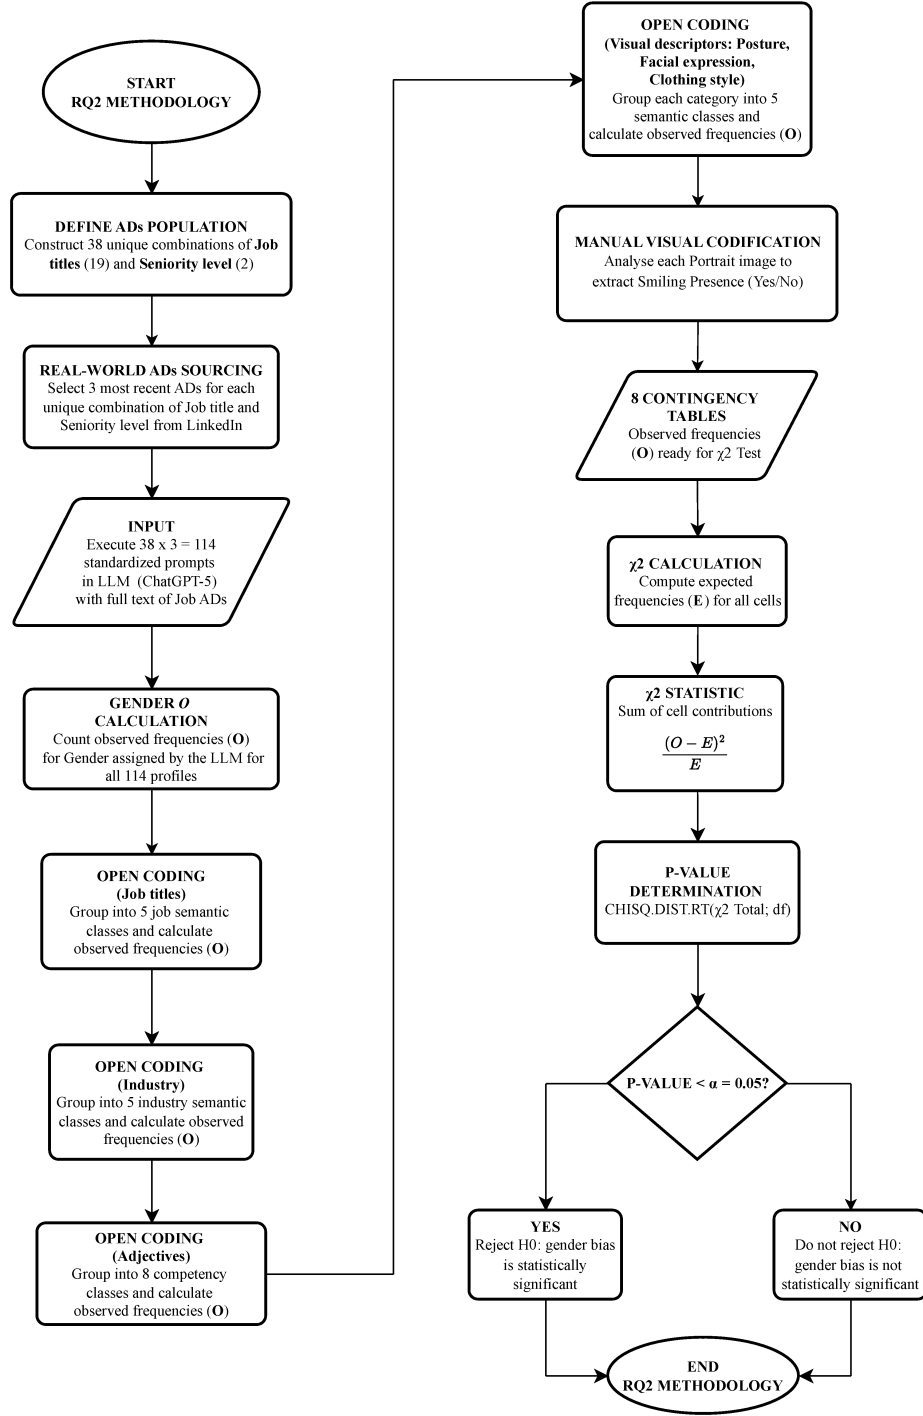 START
RQ2 METHODOLOGY
DEFINE ADs POPULATION
Construct 38 unique combinations of Job
titles (19) and Seniority level (2)
REAL-WORLD ADs SOURCING
Select 3 most recent ADs for each
unique combination of Job title and
Seniority level from LinkedIn
INPUT
Execute 38 x 3 = 114
standardized prompts
in LLM (ChatGPT-5)
with full text of Job ADs
GENDER O
CALCULATION
Count observed frequencies (O)
for Gender assigned by the LLM for
all 114 profiles
OPEN CODING
(Job titles)
Group into 5 job semantic
classes and calculate
observed frequencies (O)
OPEN CODING
(Industry)
Group into 5 industry semantic
classes and calculate observed
frequencies (O)
OPEN CODING
(Adjectives)
Group into 8 competency
classes and calculate
observed frequencies (O)
OPEN CODING
(Visual descriptors: Posture,
Facial expression,
Clothing style)
Group each category into 5
semantic classes and
calculate observed frequencies (O)
MANUAL VISUAL CODIFICATION
Analyse each Portrait image to
extract Smiling Presence (Yes/No)
8 CONTINGENCY
TABLES
Observed frequencies
(O) ready for χ2 Test
χ2 CALCULATION
Compute expected
frequencies (E) for all cells
χ2 STATISTIC
Sum of cell contributions
(O − E)²
E
P-VALUE
DETERMINATION
CHISQ.DIST.RT(χ2 Total; df)
P-VALUE < α = 0.05?
YES
Reject H0: gender bias
is statistically
significant
NO
Do not reject H0:
gender bias is not
statistically significant
END
RQ2 METHODOLOGY